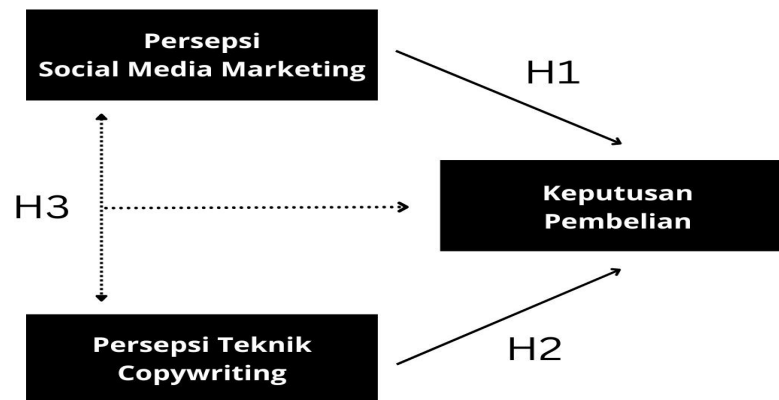 Persepsi
Social Media Marketing
H1
H3
Keputusan
Pembelian
Persepsi Teknik
Copywriting
H2